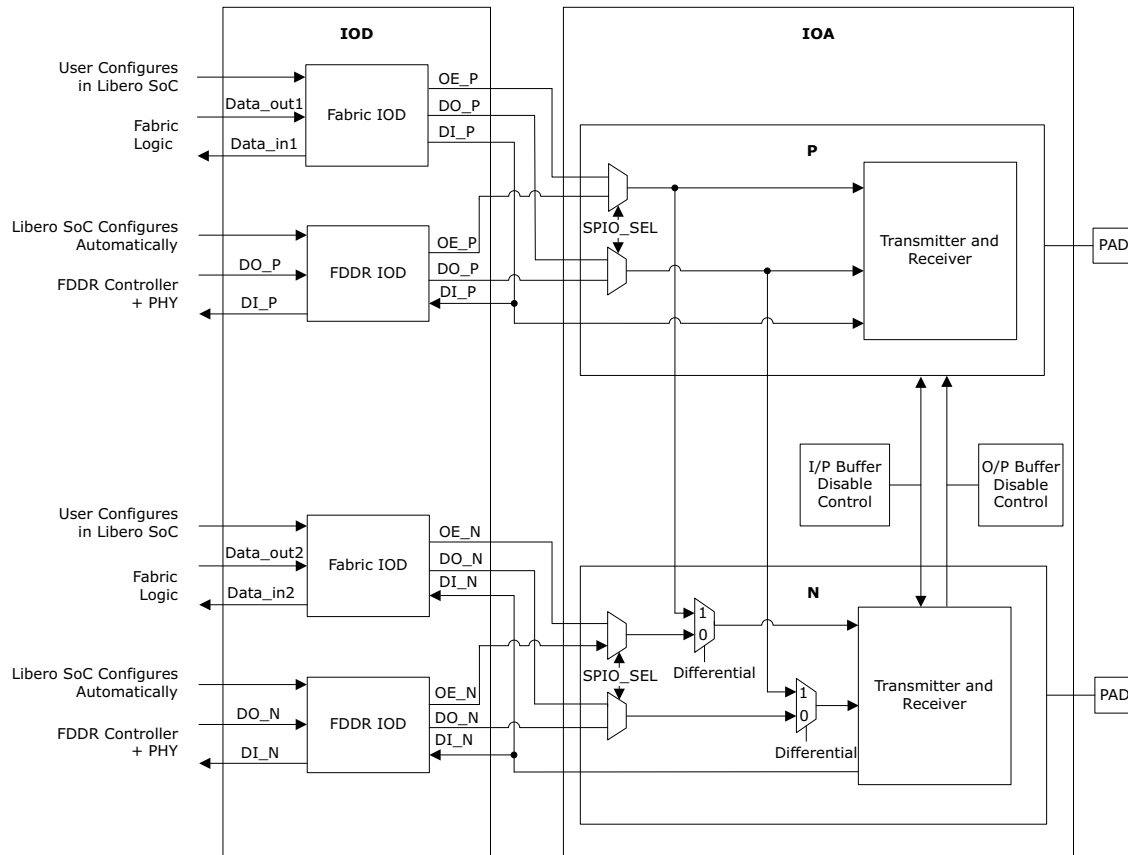 IOD
IOA
User Configures
in Libero SoC
Data_out1
Fabric
Logic
Data_in1
Fabric IOD
OE_P
DO_P
DI_P
P
Libero SoC Configures
Automatically
DO_P
FDDR Controller
+ PHY
DI_P
FDDR IOD
OE_P
DO_P
DI_P
SPIO_SEL
Transmitter and
Receiver
PAD
I/P Buffer
Disable
Control
O/P Buffer
Disable
Control
User Configures
in Libero SoC
Data_out2
Fabric
Logic
Data_in2
Fabric IOD
OE_N
DO_N
DI_N
N
1
0
Differential
Libero SoC Configures
Automatically
DO_N
FDDR Controller
+ PHY
DI_N
FDDR IOD
OE_N
DO_N
DI_N
SPIO_SEL
1
0
Differential
Transmitter and
Receiver
PAD